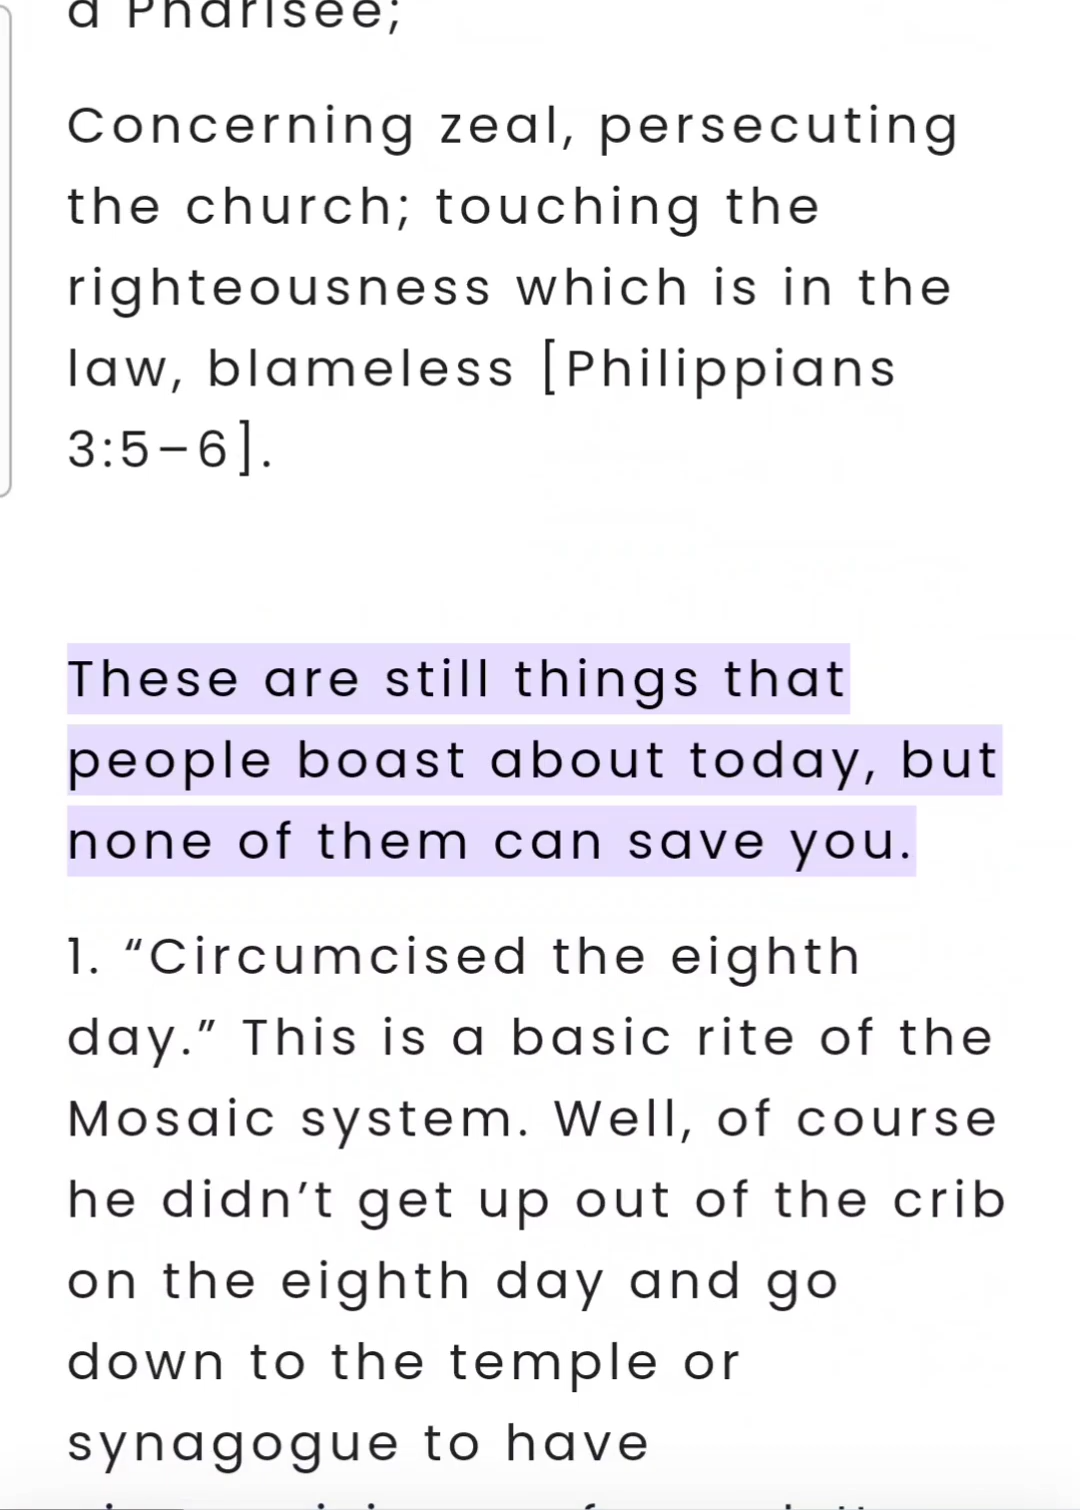 a Pharisee;
Concerning zeal, persecuting
the church; touching the
righteousness which is in the
law, blameless [Philippians
3:5–6].
These are still things that
people boast about today, but
none of them can save you.
1. “Circumcised the eighth
day.” This is a basic rite of the
Mosaic system. Well, of course
he didn’t get up out of the crib
on the eighth day and go
down to the temple or
synagogue to have